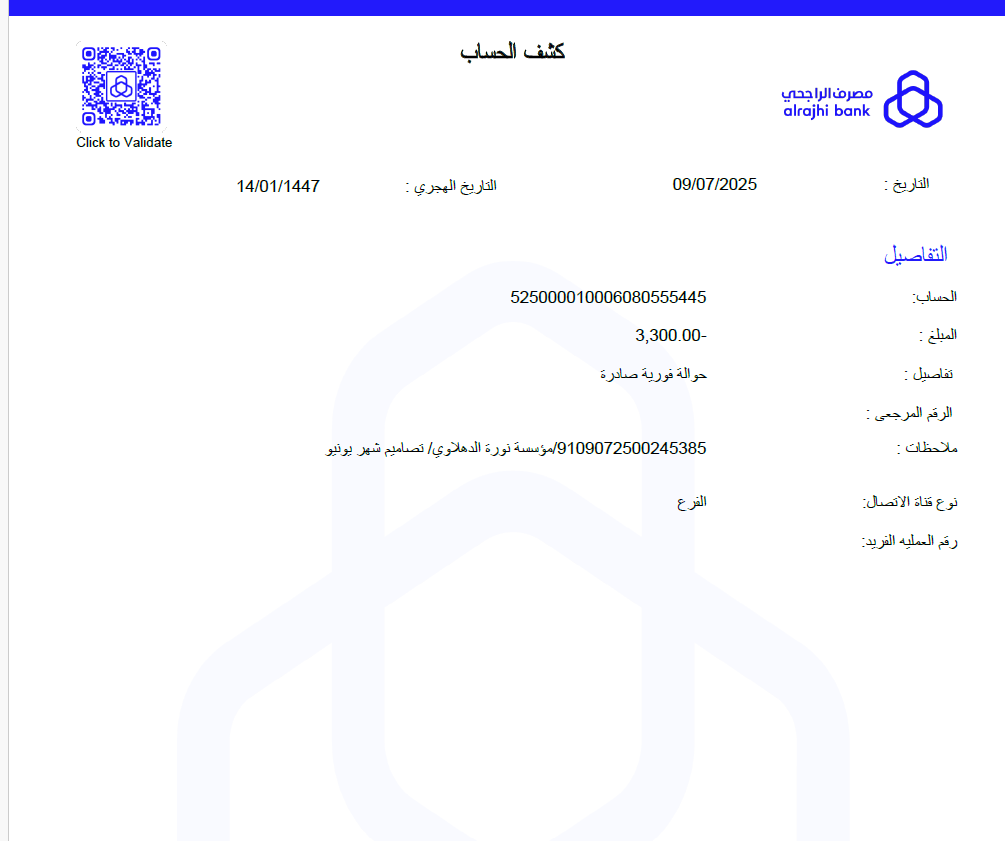 كشف الحساب
Click to Validate
مصرف الراجحي
alrajhi bank
التاريخ : 09/07/2025 التاريخ الهجري : 14/01/1447
التفاصيل
الحساب: 525000010006080555445
المبلغ : -3,300.00
تفاصيل : حوالة فورية صادرة
الرقم المرجعى :
ملاحظات : 9109072500245385/مؤسسة نورة الدهلاوي/ تصاميم شهر يونيو
نوع قناة الاتصال: الفرع
رقم العمليه الفريد: